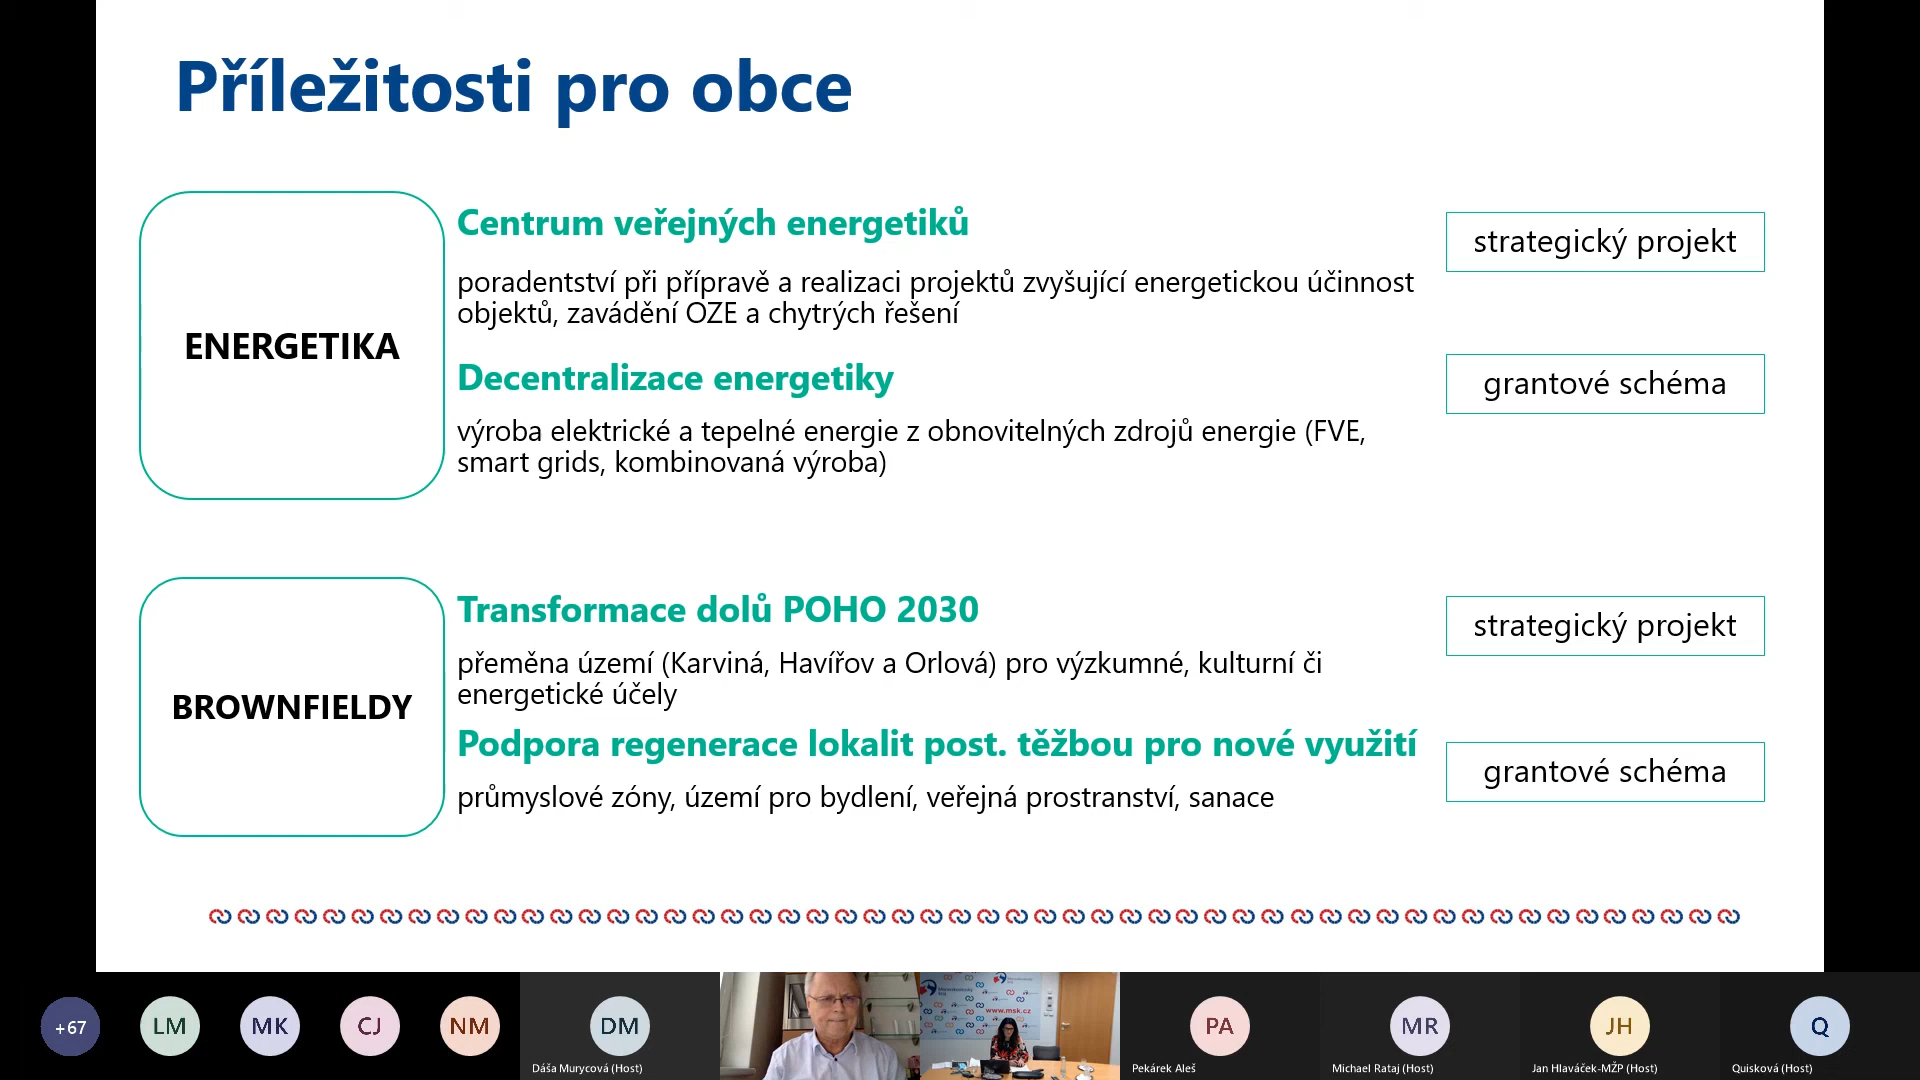 Příležitosti pro obce
ENERGETIKA
Centrum veřejných energetiků
strategický projekt
poradentství při přípravě a realizaci projektů zvyšující energetickou účinnost
objektů, zavádění OZE a chytrých řešení
Decentralizace energetiky
grantové schéma
výroba elektrické a tepelné energie z obnovitelných zdrojů energie (FVE,
smart grids, kombinovaná výroba)
BROWNFIELDY
Transformace dolů POHO 2030
strategický projekt
přeměna území (Karviná, Havířov a Orlová) pro výzkumné, kulturní či
energetické účely
Podpora regenerace lokalit post. těžbou pro nové využití
grantové schéma
průmyslové zóny, území pro bydlení, veřejná prostranství, sanace
+67
LM
MK
CJ
NM
DM
Dáša Murycová (Host)
www.msk.cz
PA
Pekárek Aleš
MR
Michael Rataj (Host)
JH
Jan Hlaváček-MŽP (Host)
Q
Quisková (Host)